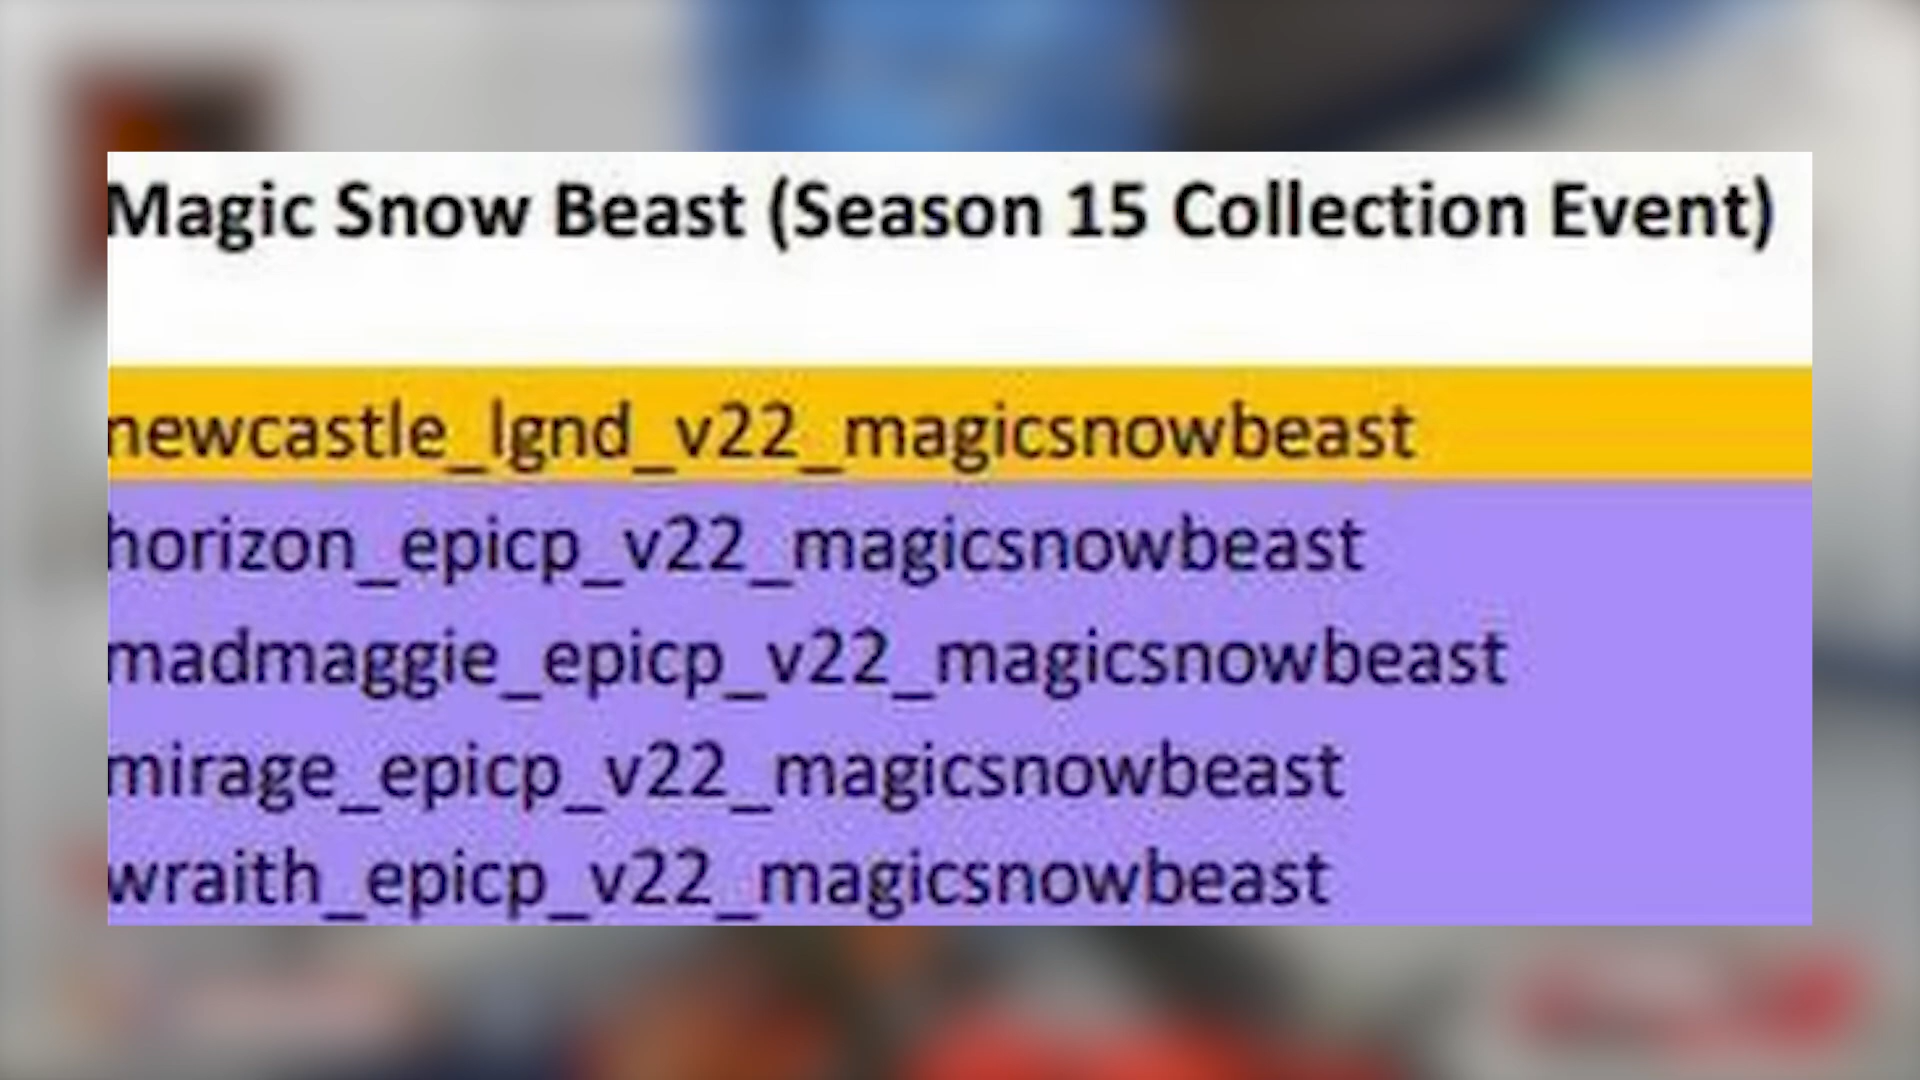 Magic Snow Beast (Season 15 Collection Event)
newcastle_lgnd_v22_magicsnowbeast
horizon_epicp_v22_magicsnowbeast
madmaggie_epicp_v22_magicsnowbeast
mirage_epicp_v22_magicsnowbeast
wraith_epicp_v22_magicsnowbeast